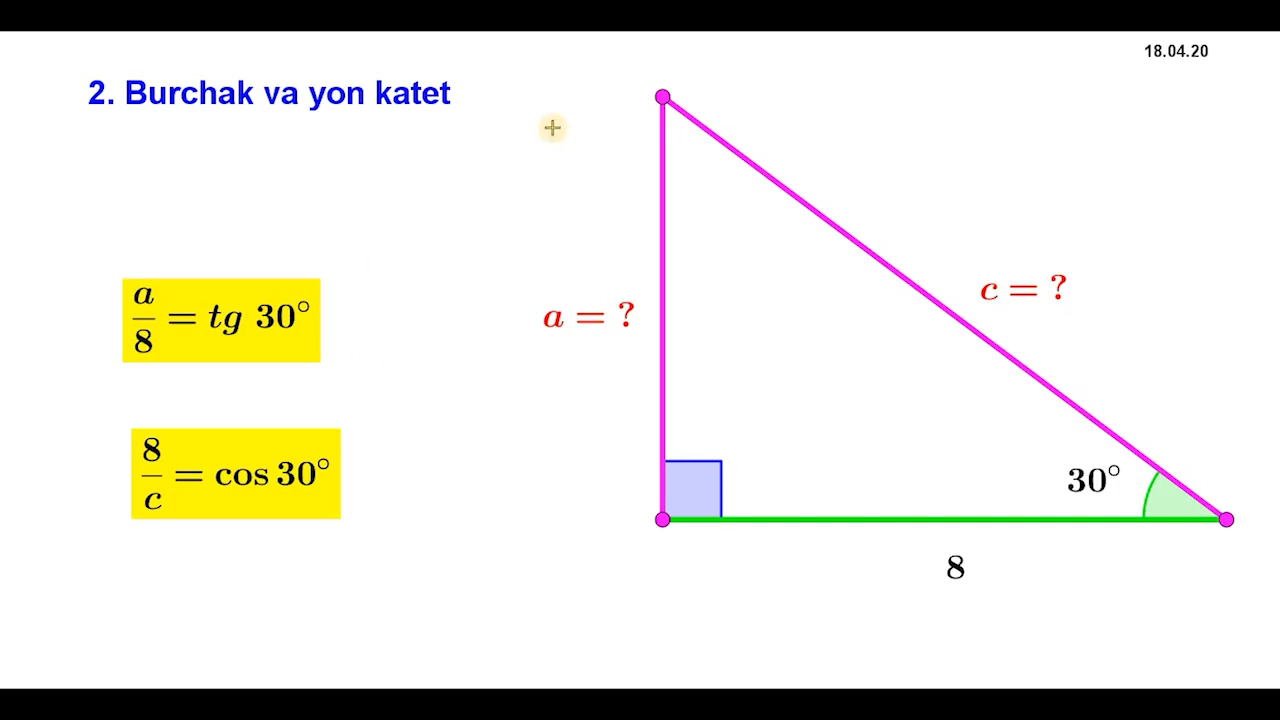 18.04.20
2. Burchak va yon katet
a/8 = tg 30°
a = ?
c = ?
8/c = cos 30°
30°
8